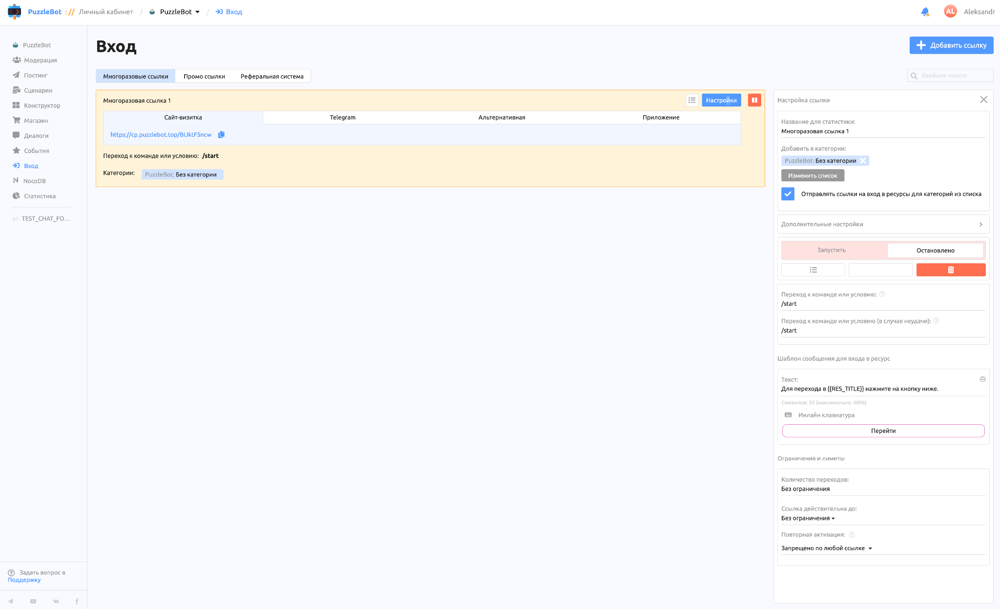 PuzzleBot :// Личный кабинет / PuzzleBot / Вход
AL Aleksandr
PuzzleBot
Модерация
Постинг
Сценарии
Конструктор
Магазин
Диалоги
События
Вход
NocoDB
Статистика
TEST_CHAT_FO...
Задать вопрос в
Поддержку
Вход
Добавить ссылку
Многоразовые ссылки Промо ссылки Реферальная система
Введите текст
Многоразовая ссылка 1
Настройки
Сайт-визитка Telegram Альтернативная Приложение
https://cp.puzzlebot.top/BIJktF5ncw
Переход к команде или условию: /start
Категории: PuzzleBot: Без категории
Настройка ссылки
Название для статистики:
Многоразовая ссылка 1
Добавить в категории:
PuzzleBot: Без категории
Изменить список
Отправлять ссылки на вход в ресурсы для категорий из списка
Дополнительные настройки
Запустить Остановлено
Переход к команде или условию:
/start
Переход к команде или условию (в случае неудачи):
/start
Шаблон сообщения для входа в ресурс
Текст:
Для перехода в {{RES_TITLE}} нажмите на кнопку ниже.
Символов: 52 (максимально: 4096)
Инлайн клавиатура
Перейти
Ограничения и лимиты
Количество переходов:
Без ограничения
Ссылка действительна до:
Без ограничения
Повторная активация:
Запрещено по любой ссылке